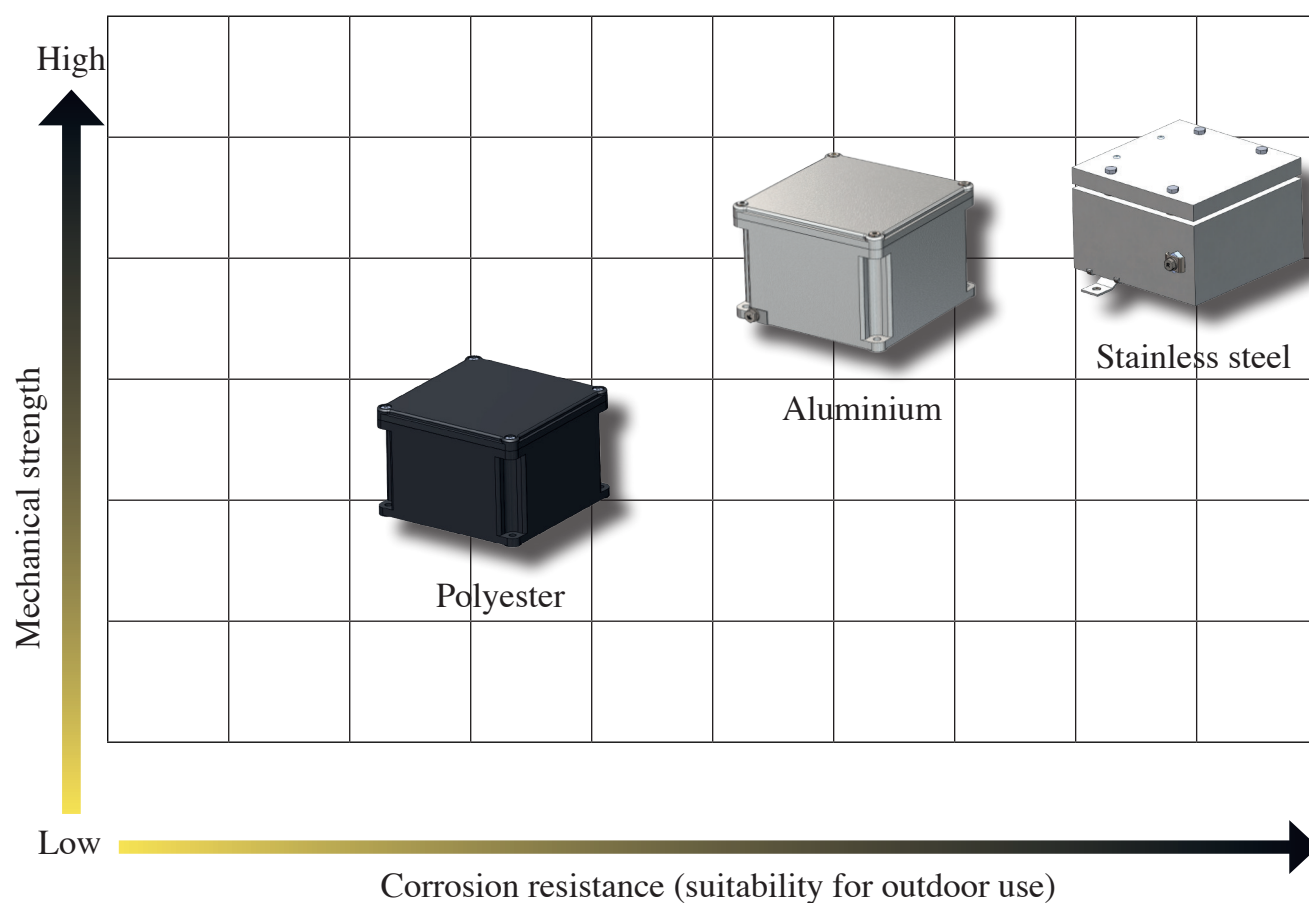 High
Mechanical strength
Stainless steel
Aluminium
Polyester
Low
Corrosion resistance (suitability for outdoor use)